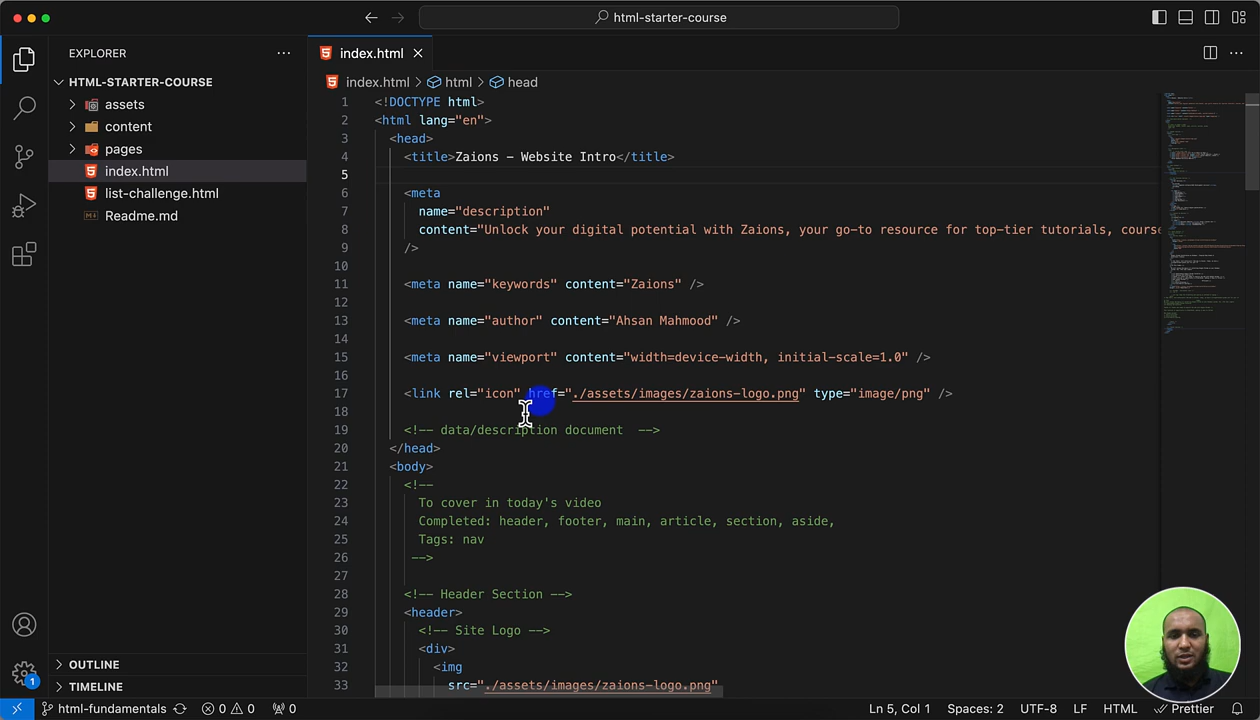 html-starter-course
EXPLORER
HTML-STARTER-COURSE
assets
content
pages
index.html
list-challenge.html
Readme.md
OUTLINE
TIMELINE
index.html
index.html > html > head
1 <!DOCTYPE html>
2 <html lang="en">
3 <head>
4 <title>Zaions - Website Intro</title>
5
6 <meta
7 name="description"
8 content="Unlock your digital potential with Zaions, your go-to resource for top-tier tutorials, course
9 />
10
11 <meta name="keywords" content="Zaions" />
12
13 <meta name="author" content="Ahsan Mahmood" />
14
15 <meta name="viewport" content="width=device-width, initial-scale=1.0" />
16
17 <link rel="icon" href="./assets/images/zaions-logo.png" type="image/png" />
18
19 <!-- data/description document -->
20 </head>
21 <body>
22 <!--
23 To cover in today's video
24 Completed: header, footer, main, article, section, aside,
25 Tags: nav
26 -->
27
28 <!-- Header Section -->
29 <header>
30 <!-- Site Logo -->
31 <div>
32 <img
33 src="./assets/images/zaions-logo.png"
1
html-fundamentals 0 0 0 Ln 5, Col 1 Spaces: 2 UTF-8 LF HTML Prettier